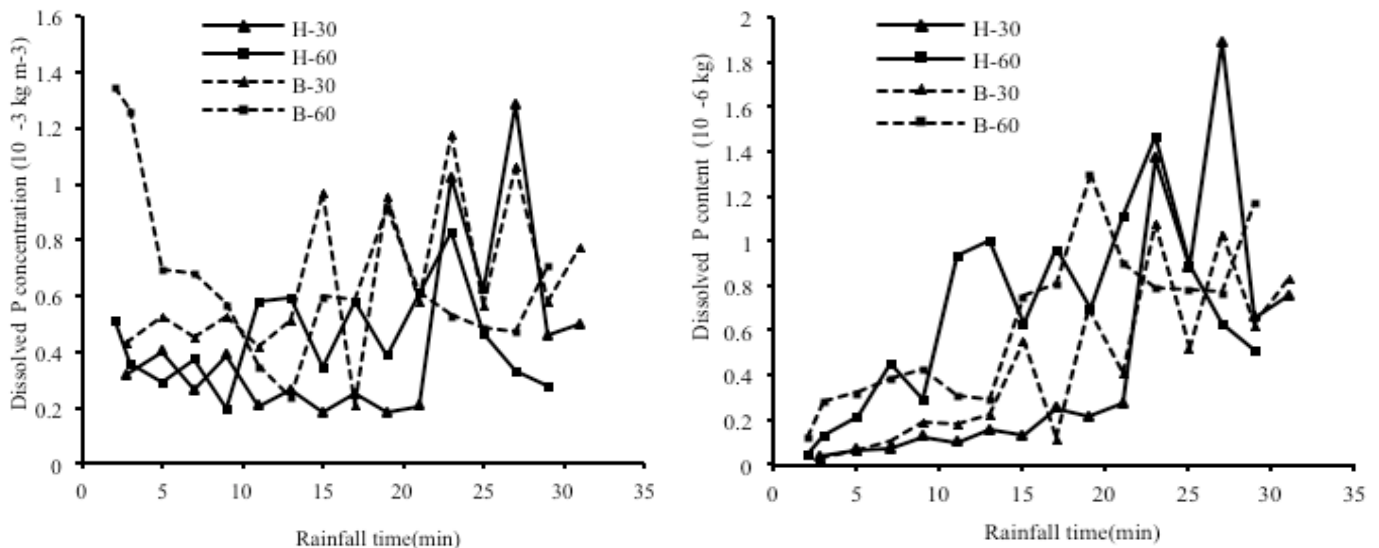 Dissolved P concentration (10 -3 kg m-3)
1.6
1.4
1.2
1
0.8
0.6
0.4
0.2
0
0 5 10 15 20 25 30 35
Rainfall time(min)
H-30
H-60
B-30
B-60
Dissolved P content (10 -6 kg)
2
1.8
1.6
1.4
1.2
1
0.8
0.6
0.4
0.2
0
0 5 10 15 20 25 30 35
Rainfall time(min)
H-30
H-60
B-30
B-60